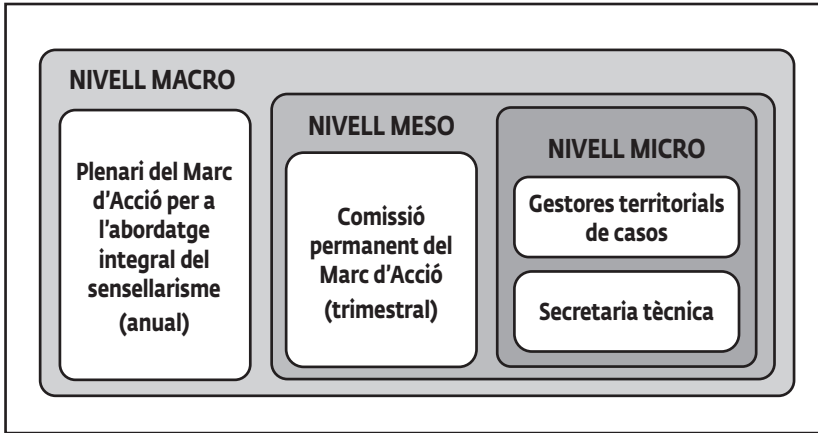 NIVELL MACRO
Plenari del Marc
d'Acció per a
l'abordatge
integral del
sensellarisme
(anual)
NIVELL MESO
Comissió
permanent del
Marc d'Acció
(trimestral)
NIVELL MICRO
Gestores territorials
de casos
Secretaria tècnica